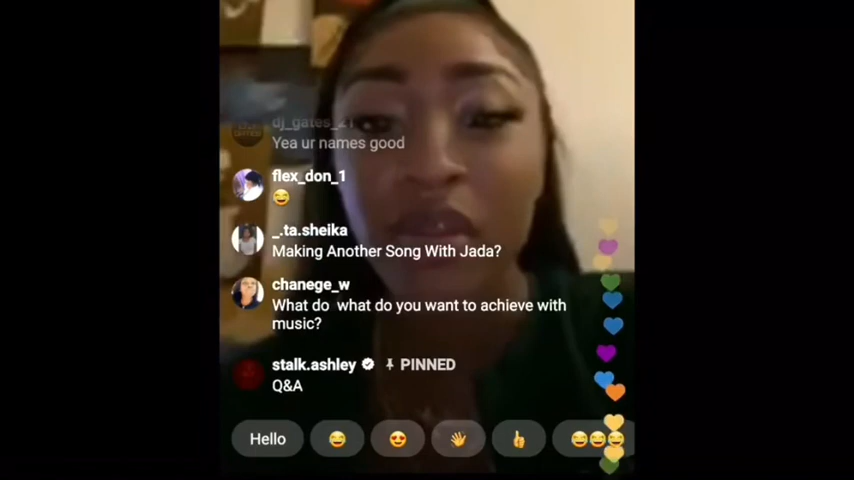 dj_gates_21
Yea ur names good
flex_don_1
😂
_.ta.sheika
Making Another Song With Jada?
chanege_w
What do what do you want to achieve with
music?
stalk.ashley PINNED
Q&A
Hello 😂 😍 👋 👍 😂😂😂